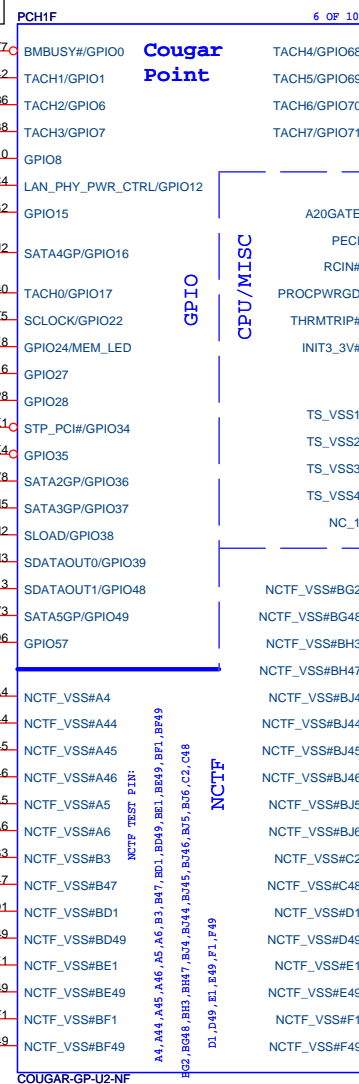 PCH1F
6 OF 10
BMBUSY#/GPIO0
Cougar
Point
TACH4/GPIO68
TACH1/GPIO1
TACH5/GPIO69
TACH2/GPIO6
TACH6/GPIO70
TACH3/GPIO7
TACH7/GPIO71
GPIO8
LAN_PHY_PWR_CTRL/GPIO12
GPIO15
A20GATE
PECI
SATA4GP/GPIO16
RCIN#
TACH0/GPIO17
PROCPWRGD
SCLOCK/GPIO22
THRMTRIP#
GPIO24/MEM_LED
INIT3_3V#
GPIO
CPU/MISC
GPIO27
GPIO28
TS_VSS1
STP_PCI#/GPIO34
TS_VSS2
GPIO35
TS_VSS3
SATA2GP/GPIO36
TS_VSS4
SATA3GP/GPIO37
NC_1
SLOAD/GPIO38
SDATAOUT0/GPIO39
SDATAOUT1/GPIO48
NCTF_VSS#BG2
SATA5GP/GPIO49
NCTF_VSS#BG48
GPIO57
NCTF_VSS#BH3
NCTF_VSS#BH47
NCTF_VSS#A4
NCTF_VSS#BJ4
NCTF_VSS#A44
NCTF_VSS#BJ44
NCTF_VSS#A45
NCTF_VSS#BJ45
NCTF_VSS#A46
NCTF_VSS#BJ46
NCTF_VSS#A5
NCTF_VSS#BJ5
NCTF_VSS#A6
NCTF_VSS#BJ6
NCTF_VSS#B3
NCTF_VSS#C2
NCTF_VSS#B47
NCTF_VSS#C48
NCTF_VSS#BD1
NCTF_VSS#D1
NCTF_VSS#BD49
NCTF_VSS#D49
NCTF_VSS#BE1
NCTF_VSS#E1
NCTF_VSS#BE49
NCTF_VSS#E49
NCTF_VSS#BF1
NCTF_VSS#F1
NCTF_VSS#BF49
NCTF_VSS#F49
NCTF TEST PIN:
A4,A44,A45,A46,A5,A6,B3,B47,BD1,BD49,BE1,BE49,BF1,BF49
BG2,BG48,BH3,BH47,BJ4,BJ44,BJ45,BJ46,BJ5,BJ6,C2,C48
D1,D49,E1,E49,F1,F49
NCTF
COUGAR-GP-U2-NF